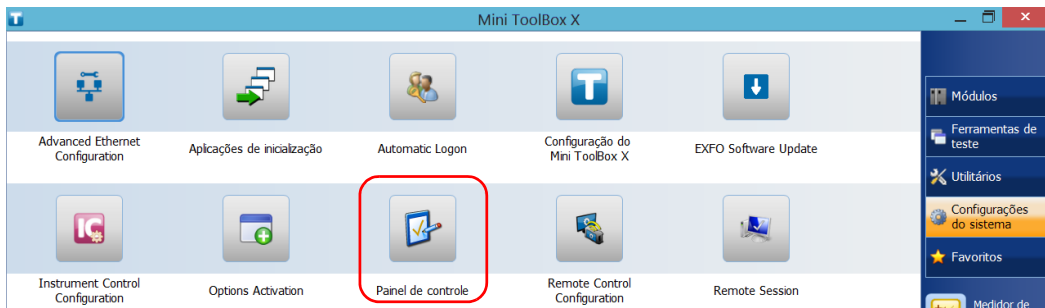 Mini ToolBox X
Advanced Ethernet
Configuration
Aplicações de inicialização
Automatic Logon
Configuração do
Mini ToolBox X
EXFO Software Update
Instrument Control
Configuration
Options Activation
Painel de controle
Remote Control
Configuration
Remote Session
Módulos
Ferramentas de
teste
Utilitários
Configurações
do sistema
Favoritos
Medidor de